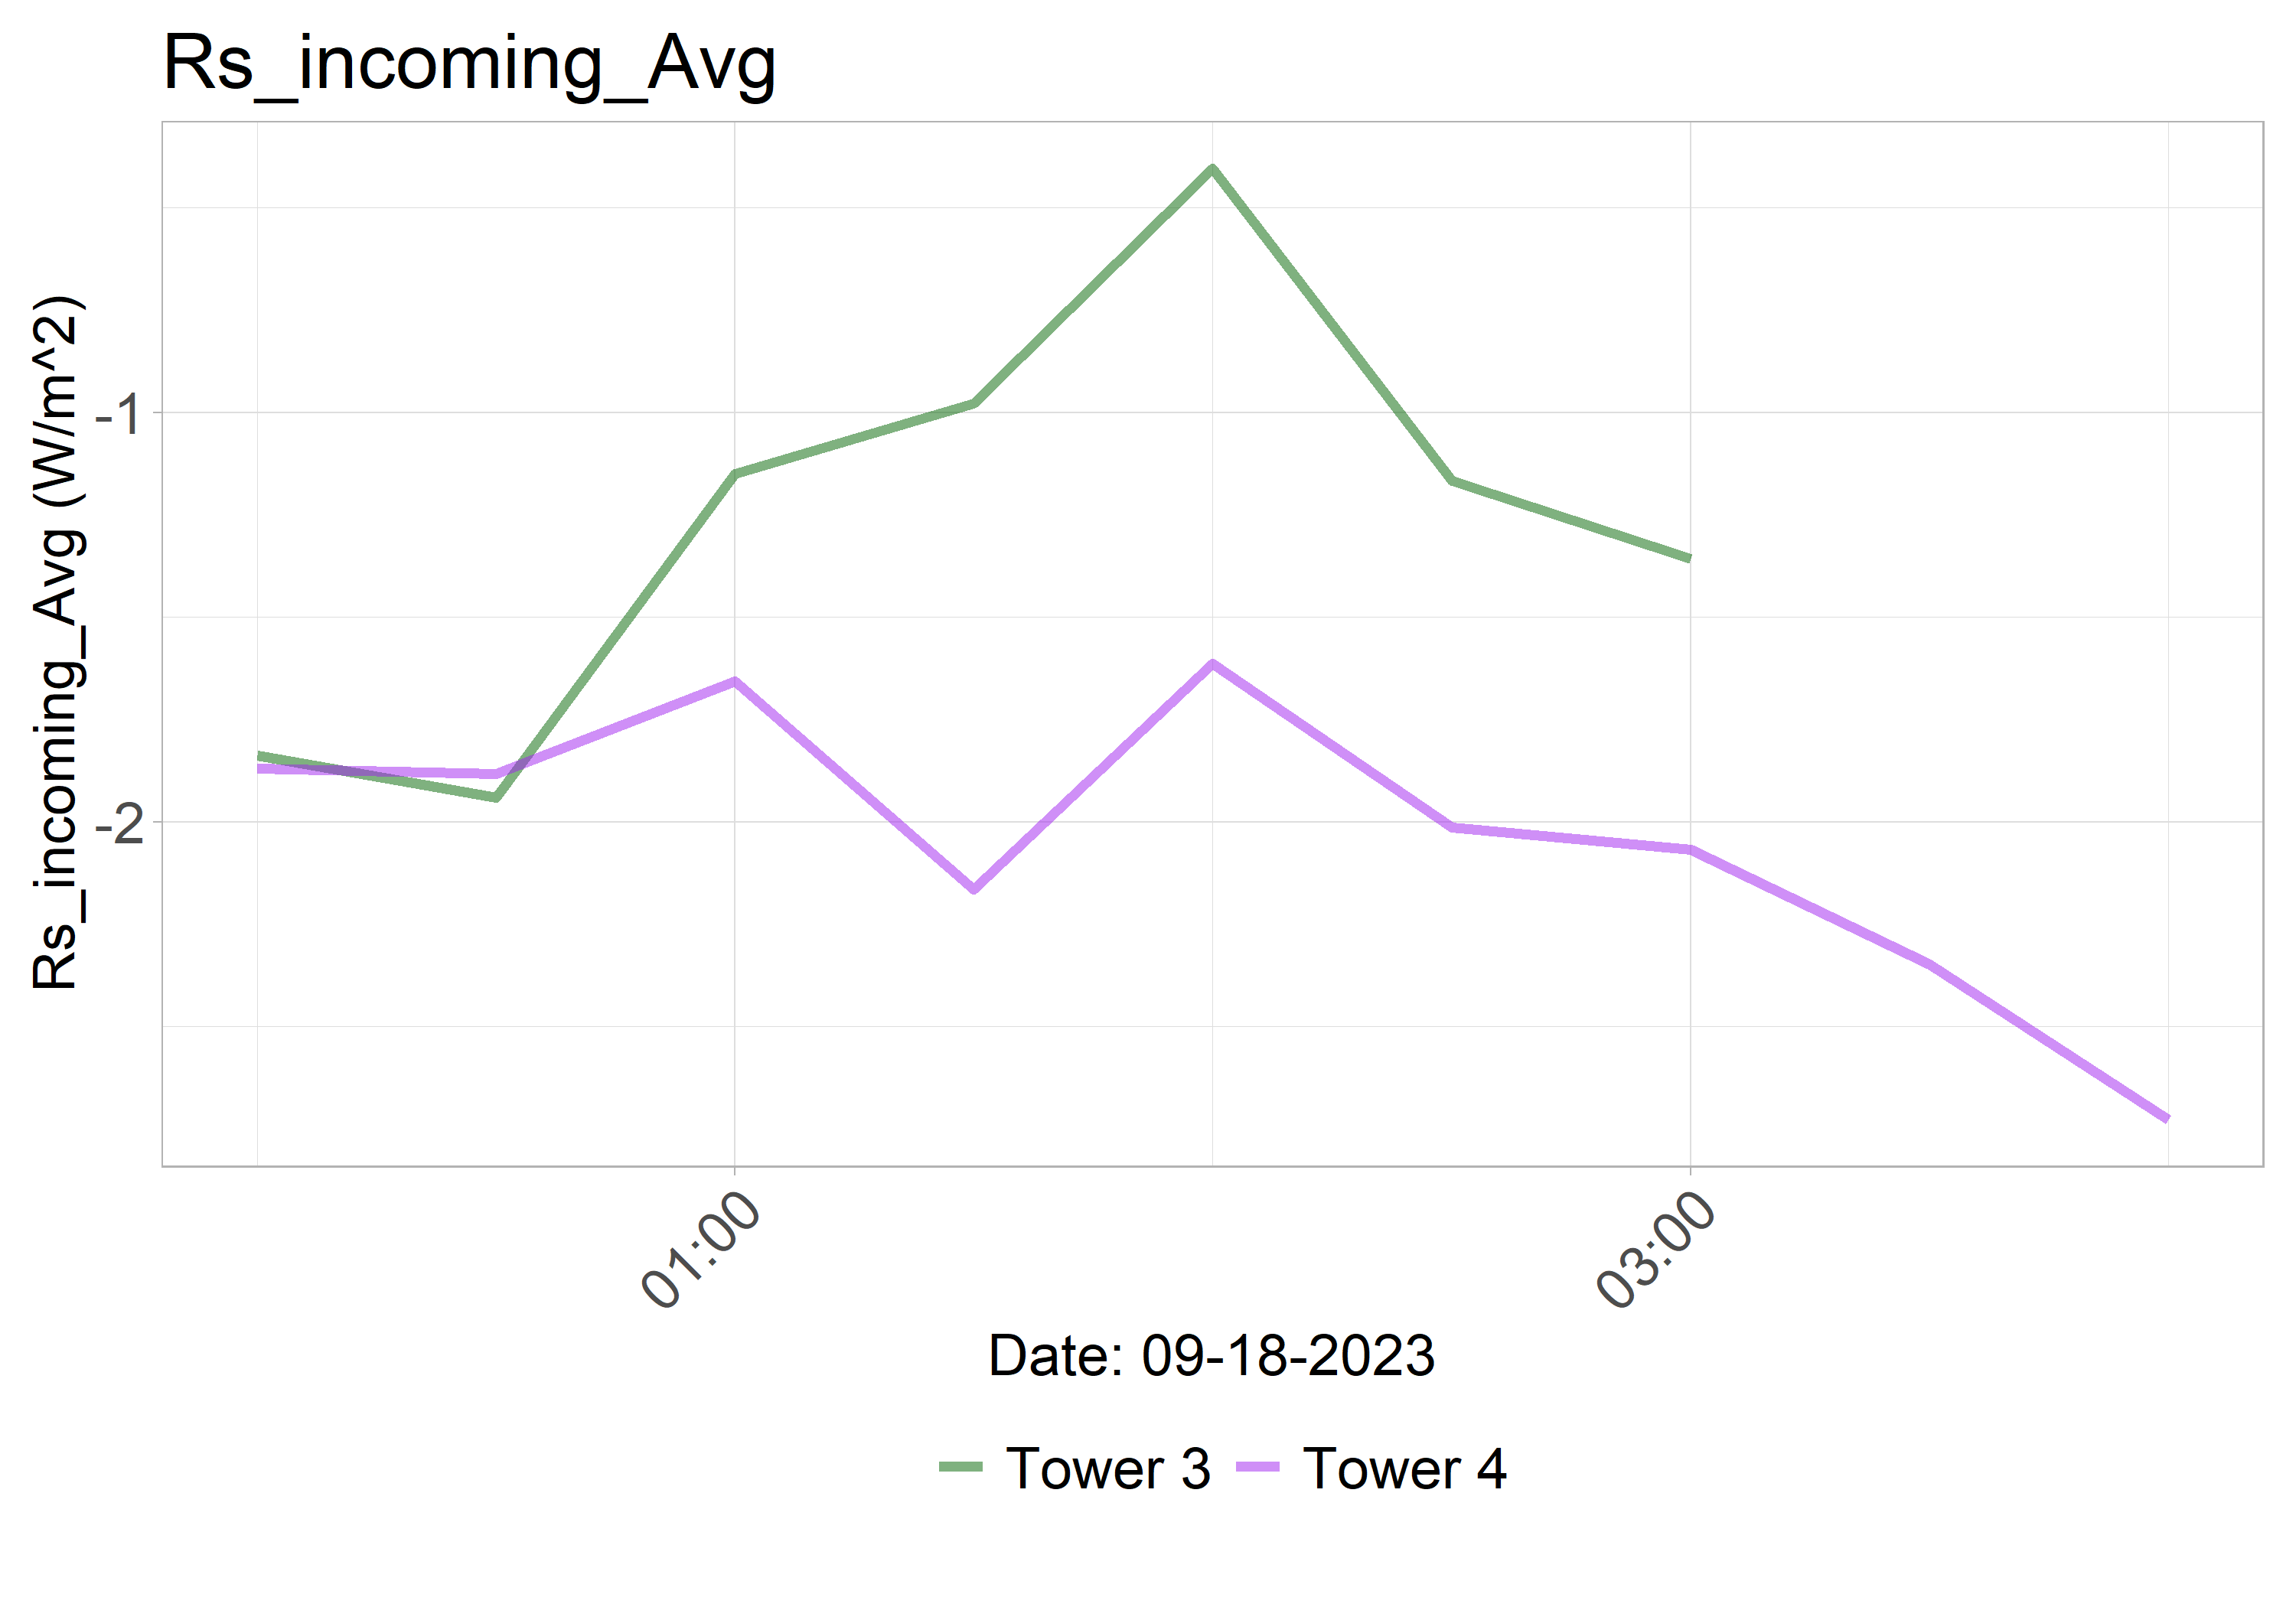 Rs_incoming_Avg
Rs_incoming_Avg (W/m^2)
-1
-2
01:00
03:00
Date: 09-18-2023
Tower 3
Tower 4